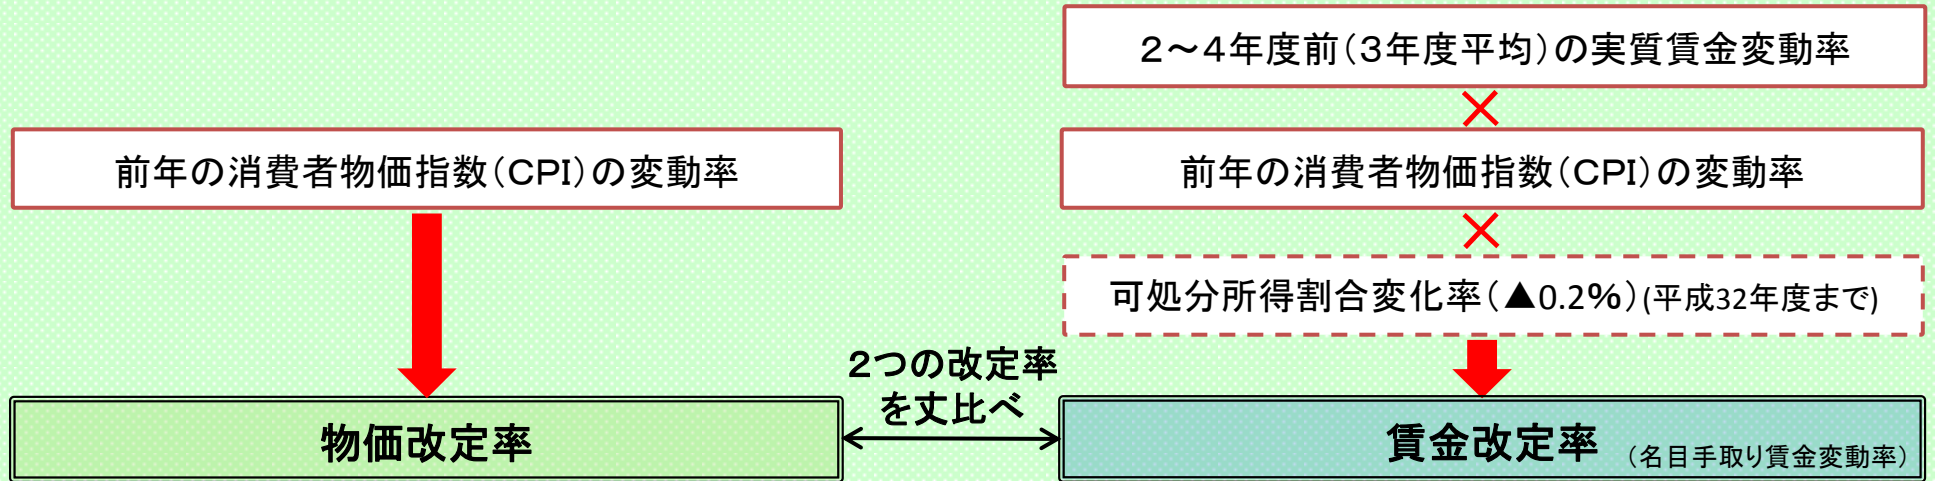 2~4年度前(3年度平均)の実質賃金変動率
×
前年の消費者物価指数(CPI)の変動率
前年の消費者物価指数(CPI)の変動率
×
可処分所得割合変化率(▲0.2%)(平成32年度まで)
2つの改定率
を丈比べ
物価改定率
賃金改定率 (名目手取り賃金変動率)